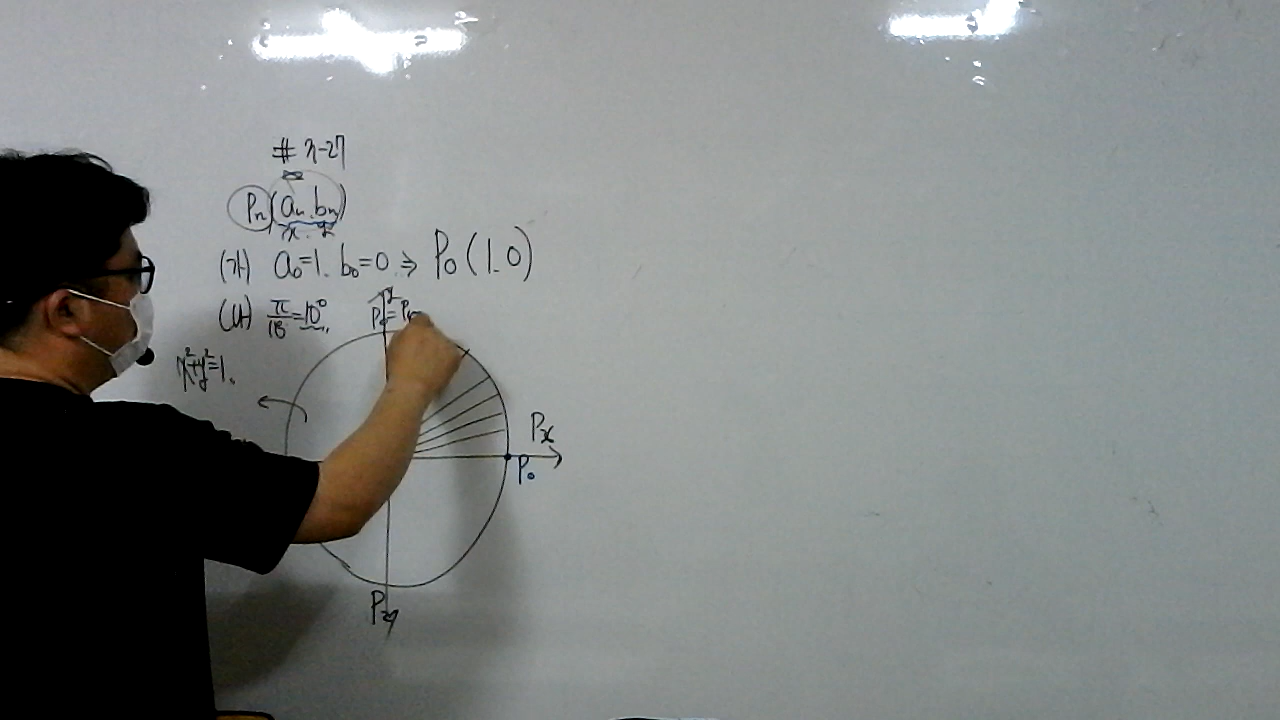 # 지-27
Pn(an.bn)
x. y
(가) a₀=1. b₀=0 ⇒ P₀(1.0)
(나) π/18=10°
x²+y²=1.
y
Px
P₀